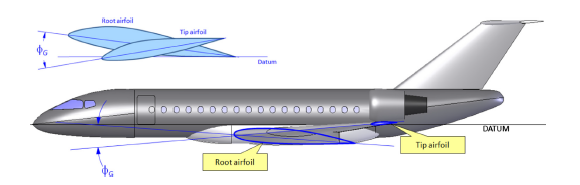 Root airfoil
Tip airfoil
ϕG
Datum
DATUM
Tip airfoil
Root airfoil
ϕG